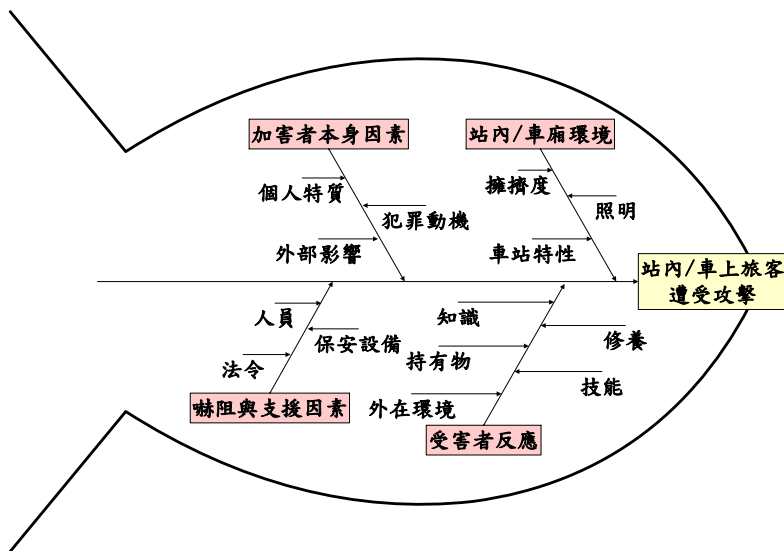 加害者本身因素
站內/車廂環境
個人特質
擁擠度
犯罪動機
照明
外部影響
車站特性
站內/車上旅客
遭受攻擊
人員
知識
保安設備
修養
法令
持有物
技能
嚇阻與支援因素
外在環境
受害者反應